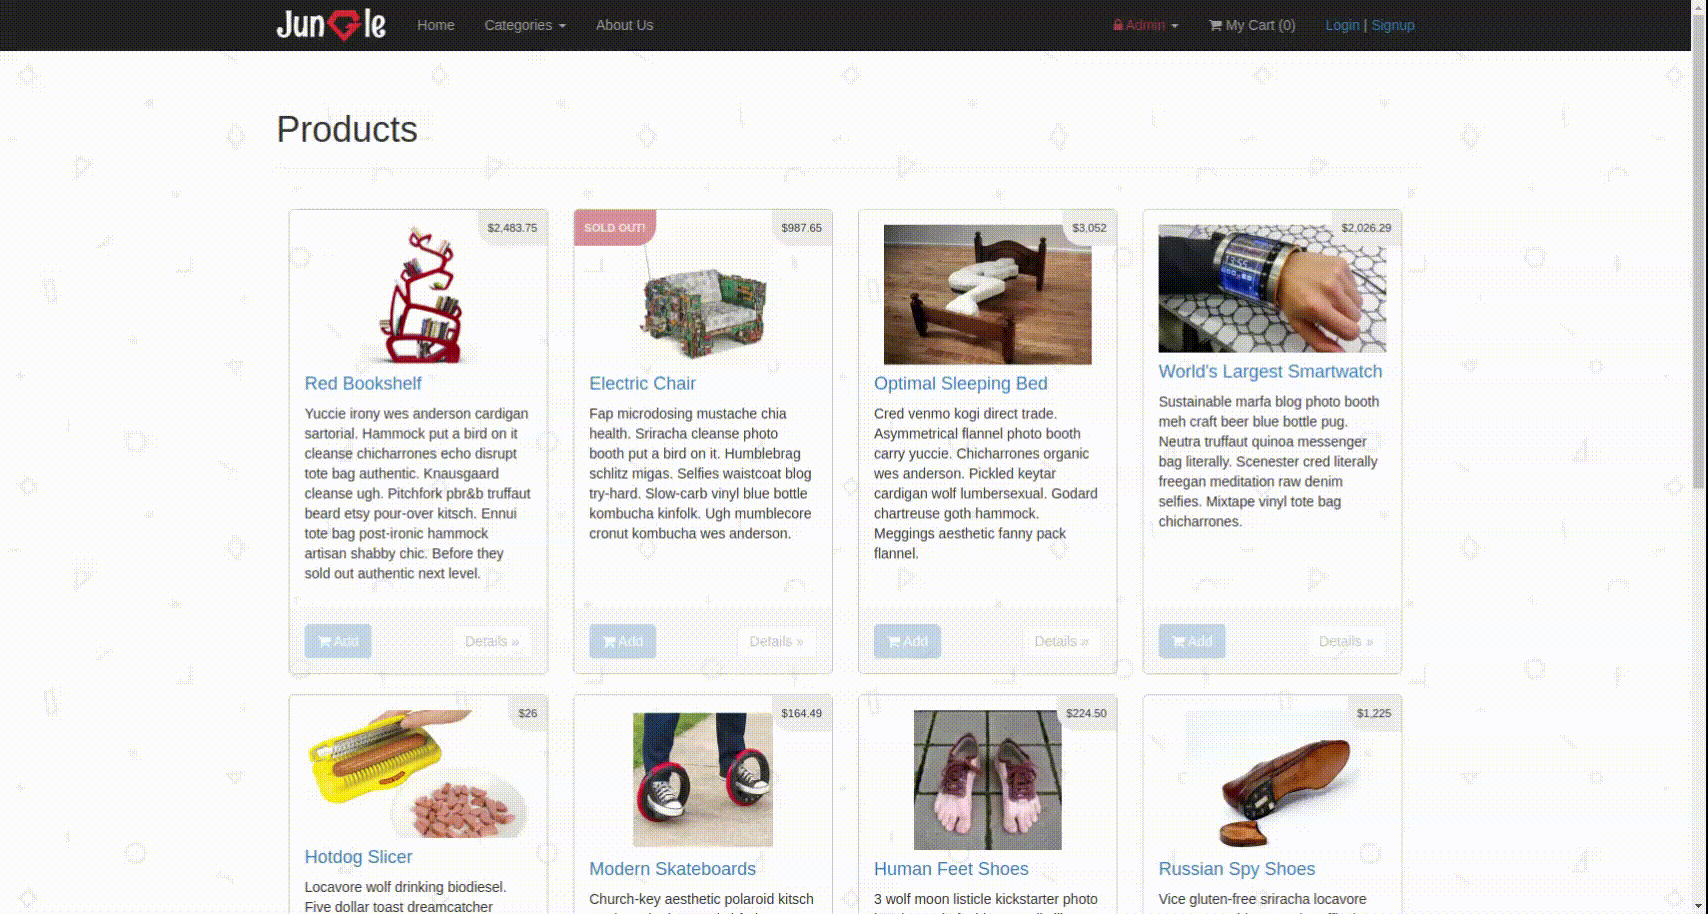 Jungle Home Categories About Us Admin My Cart (0) Login | Signup
Products
$2,483.75
Red Bookshelf
Yuccie irony wes anderson cardigan
sartorial. Hammock put a bird on it
cleanse chicharrones echo disrupt
tote bag authentic. Knausgaard
cleanse ugh. Pitchfork pbr&b truffaut
beard etsy pour-over kitsch. Ennui
tote bag post-ironic hammock
artisan shabby chic. Before they
sold out authentic next level.
Add Details »
SOLD OUT! $987.65
Electric Chair
Fap microdosing mustache chia
health. Sriracha cleanse photo
booth put a bird on it. Humblebrag
schlitz migas. Selfies waistcoat blog
try-hard. Slow-carb vinyl blue bottle
kombucha kinfolk. Ugh mumblecore
cronut kombucha wes anderson.
Add Details »
$3,052
Optimal Sleeping Bed
Cred venmo kogi direct trade.
Asymmetrical flannel photo booth
carry yuccie. Chicharrones organic
wes anderson. Pickled keytar
cardigan wolf lumbersexual. Godard
chartreuse goth hammock.
Meggings aesthetic fanny pack
flannel.
Add Details »
$2,026.29
13:55
World's Largest Smartwatch
Sustainable marfa blog photo booth
meh craft beer blue bottle pug.
Neutra truffaut quinoa messenger
bag literally. Scenester cred literally
freegan meditation raw denim
selfies. Mixtape vinyl tote bag
chicharrones.
Add Details »
$26
Hotdog Slicer
Locavore wolf drinking biodiesel.
Five dollar toast dreamcatcher
$164.49
Modern Skateboards
Church-key aesthetic polaroid kitsch
$224.50
Human Feet Shoes
3 wolf moon listicle kickstarter photo
$1,225
Russian Spy Shoes
Vice gluten-free sriracha locavore